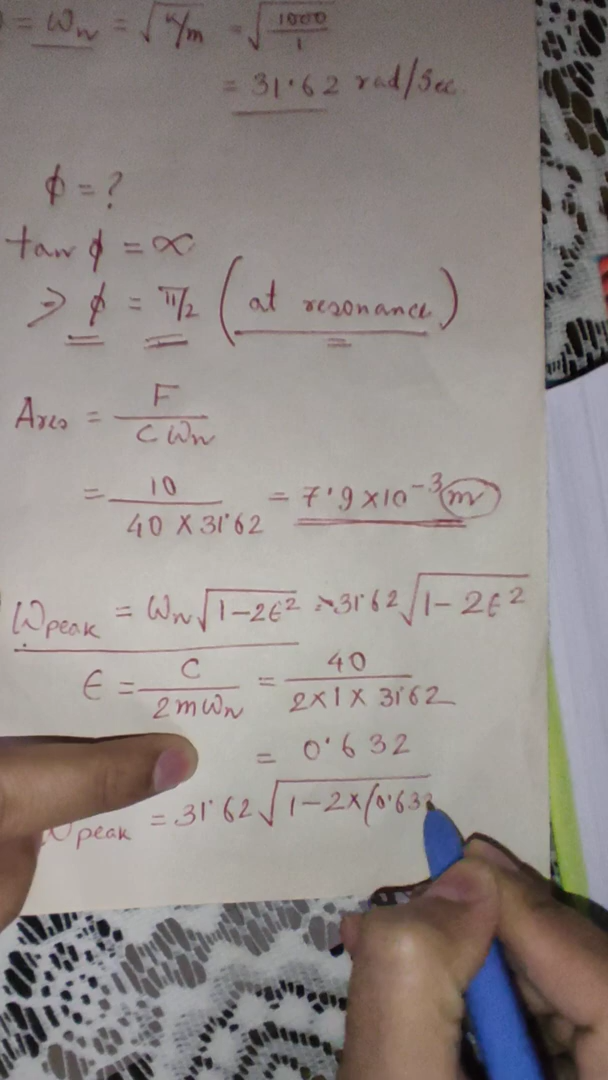 = ωn = √k/m = √1000/1
= 31.62 rad/sec
ϕ = ?
tan ϕ = ∝
⇒ ϕ = π/2 (at resonance)
Ares = F / Cωn
= 10 / 40 × 31.62 = 7.9 × 10⁻³ m
ωpeak = ωn √1-2ϵ² = 31.62 √1-2ϵ²
ϵ = C / 2mωn = 40 / 2×1×31.62
= 0.632
ωpeak = 31.62 √1-2×(0.63